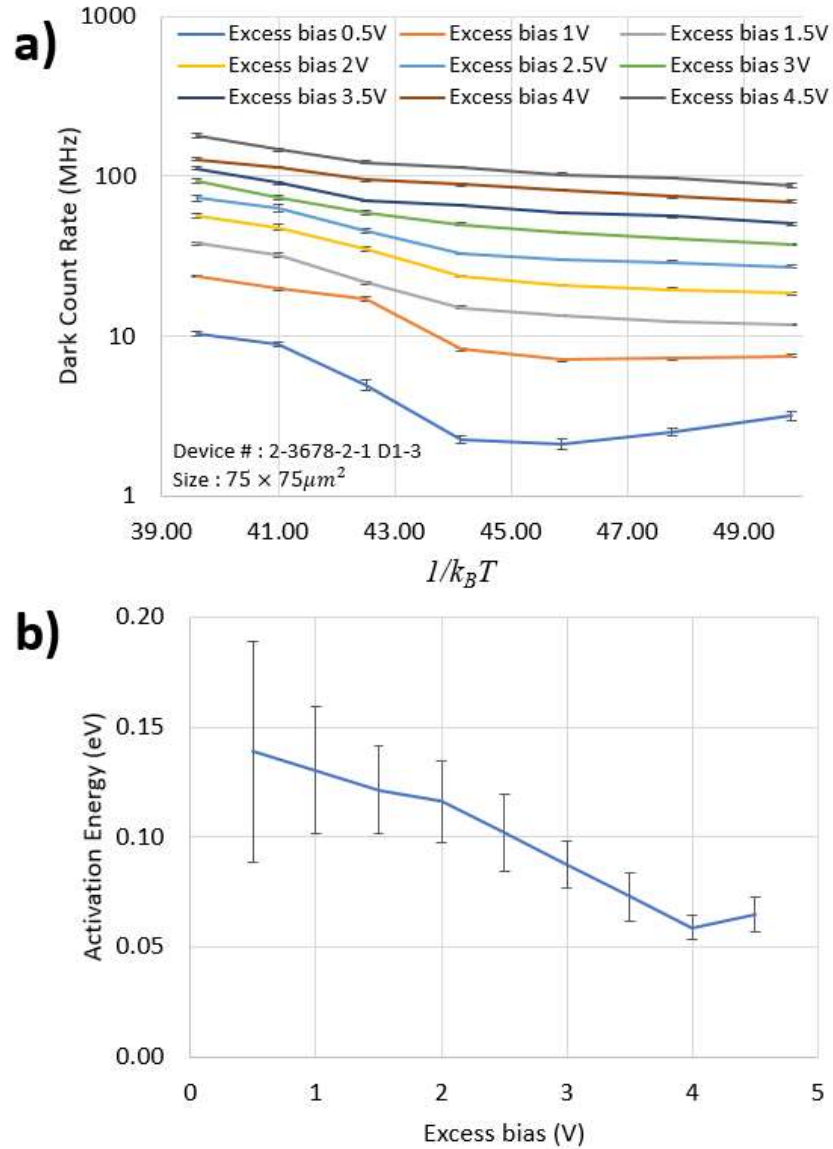 a)
1000
Excess bias 0.5V Excess bias 1V Excess bias 1.5V
Excess bias 2V Excess bias 2.5V Excess bias 3V
Excess bias 3.5V Excess bias 4V Excess bias 4.5V
Dark Count Rate (MHz)
100
10
1
Device # : 2-3678-2-1 D1-3
Size : 75 × 75μm²
39.00 41.00 43.00 45.00 47.00 49.00
1/k_BT
b)
0.20
0.15
0.10
0.05
0.00
Activation Energy (eV)
0 1 2 3 4 5
Excess bias (V)